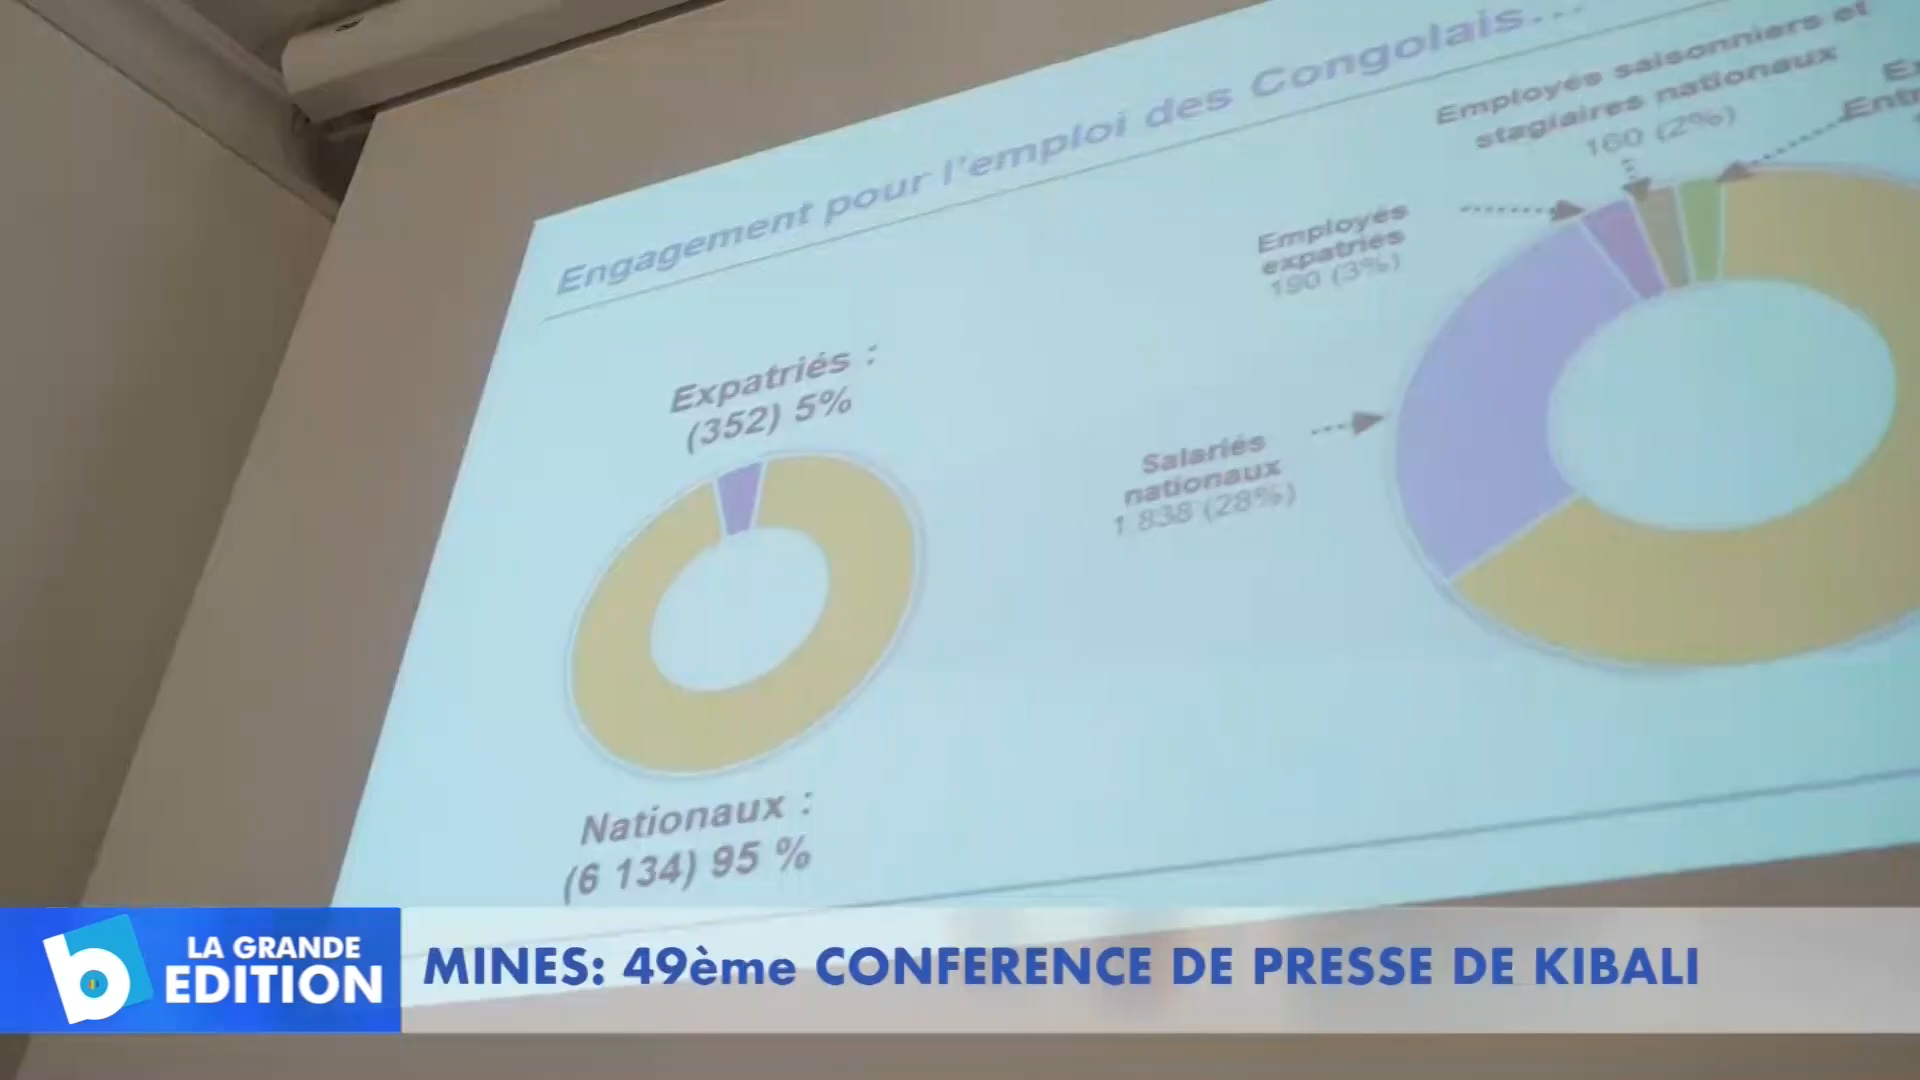 Engagement pour l'emploi des Congolais...
Employés saisonniers et
stagiaires nationaux
160 (2%)
Employés
expatriés
190 (3%)
Expatriés :
(352) 5%
Salariés
nationaux
1 838 (28%)
Nationaux :
(6 134) 95 %
b
LA GRANDE
EDITION
MINES: 49ème CONFERENCE DE PRESSE DE KIBALI